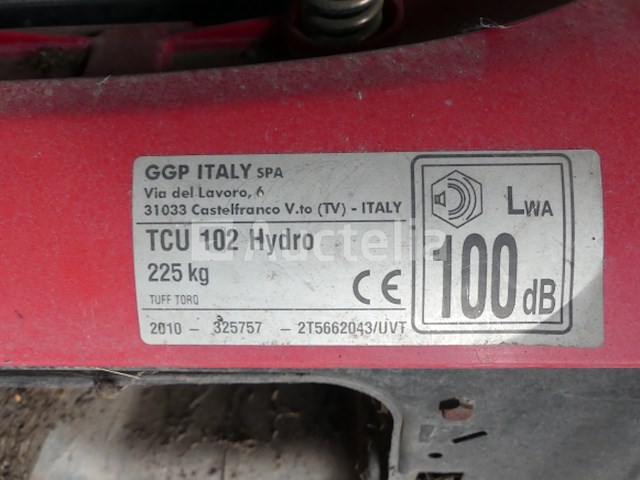 GGP ITALY SPA
Via del Lavoro, 6
31033 Castelfranco V.to (TV) - ITALY
TCU 102 Hydro
225 kg
TUFF TORQ
CE
2010 - 325757 - 2T5662043/UVT
LWA
100 dB
Auctelia